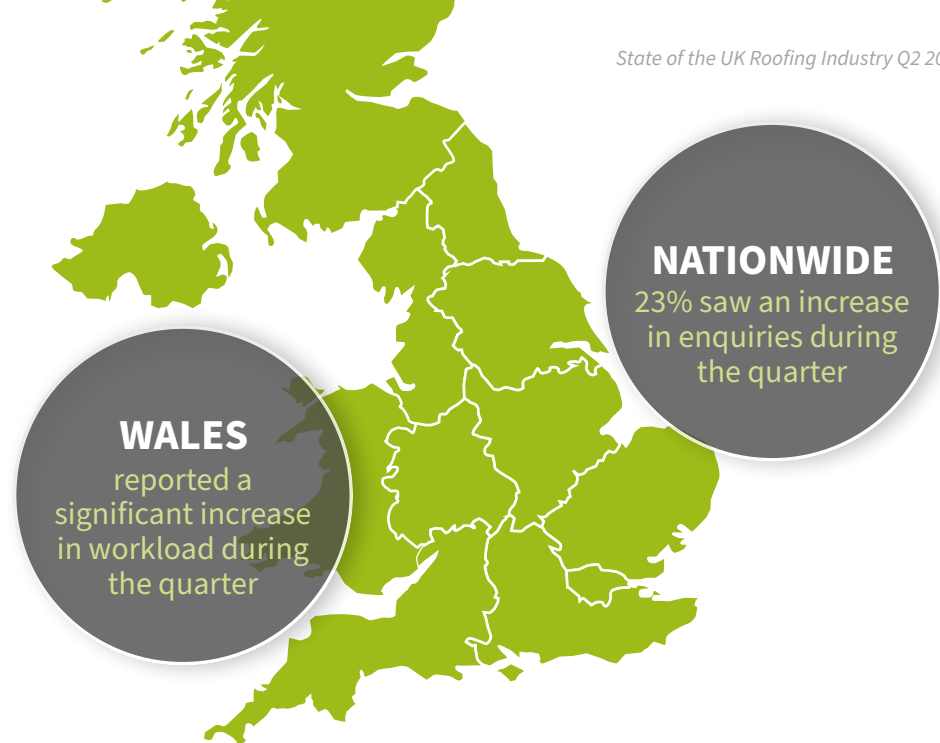 State of the UK Roofing Industry Q2 20
NATIONWIDE
23% saw an increase
in enquiries during
the quarter
WALES
reported a
significant increase
in workload during
the quarter